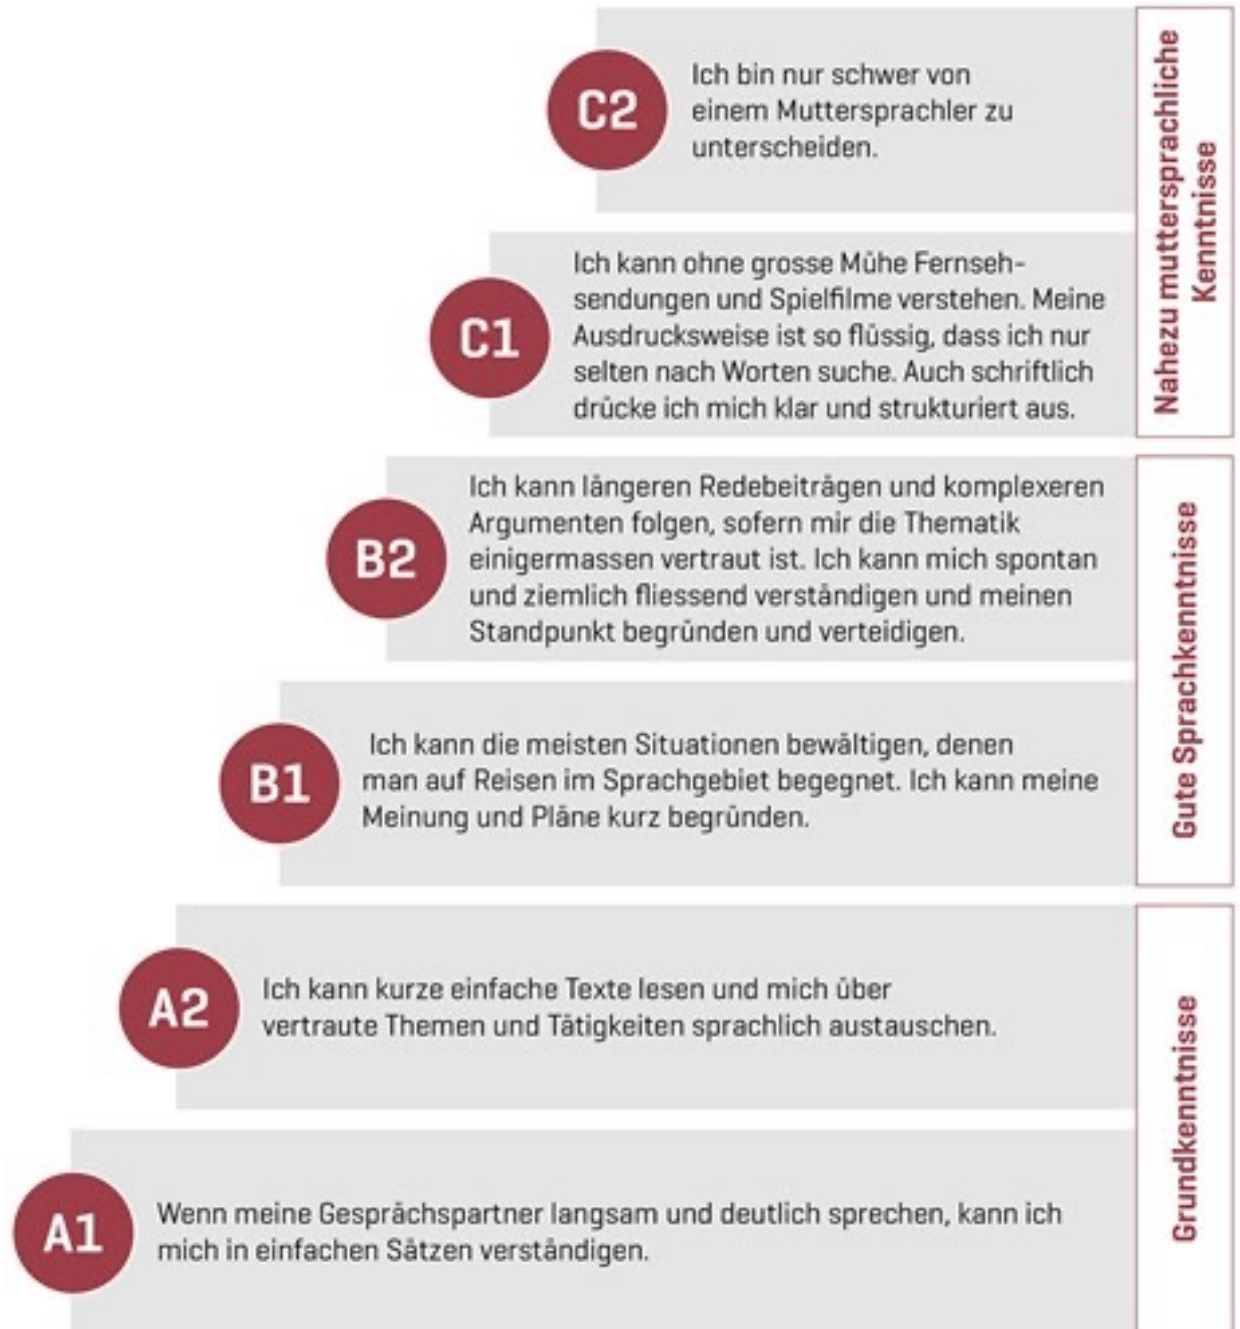 C2
Ich bin nur schwer von
einem Muttersprachler zu
unterscheiden.
C1
Ich kann ohne grosse Mühe Fernseh-
sendungen und Spielfilme verstehen. Meine
Ausdrucksweise ist so flüssig, dass ich nur
selten nach Worten suche. Auch schriftlich
drücke ich mich klar und strukturiert aus.
Nahezu muttersprachliche
Kenntnisse
B2
Ich kann längeren Redebeiträgen und komplexeren
Argumenten folgen, sofern mir die Thematik
einigermassen vertraut ist. Ich kann mich spontan
und ziemlich fliessend verständigen und meinen
Standpunkt begründen und verteidigen.
B1
Ich kann die meisten Situationen bewältigen, denen
man auf Reisen im Sprachgebiet begegnet. Ich kann meine
Meinung und Pläne kurz begründen.
Gute Sprachkenntnisse
A2
Ich kann kurze einfache Texte lesen und mich über
vertraute Themen und Tätigkeiten sprachlich austauschen.
A1
Wenn meine Gesprächspartner langsam und deutlich sprechen, kann ich
mich in einfachen Sätzen verständigen.
Grundkenntnisse